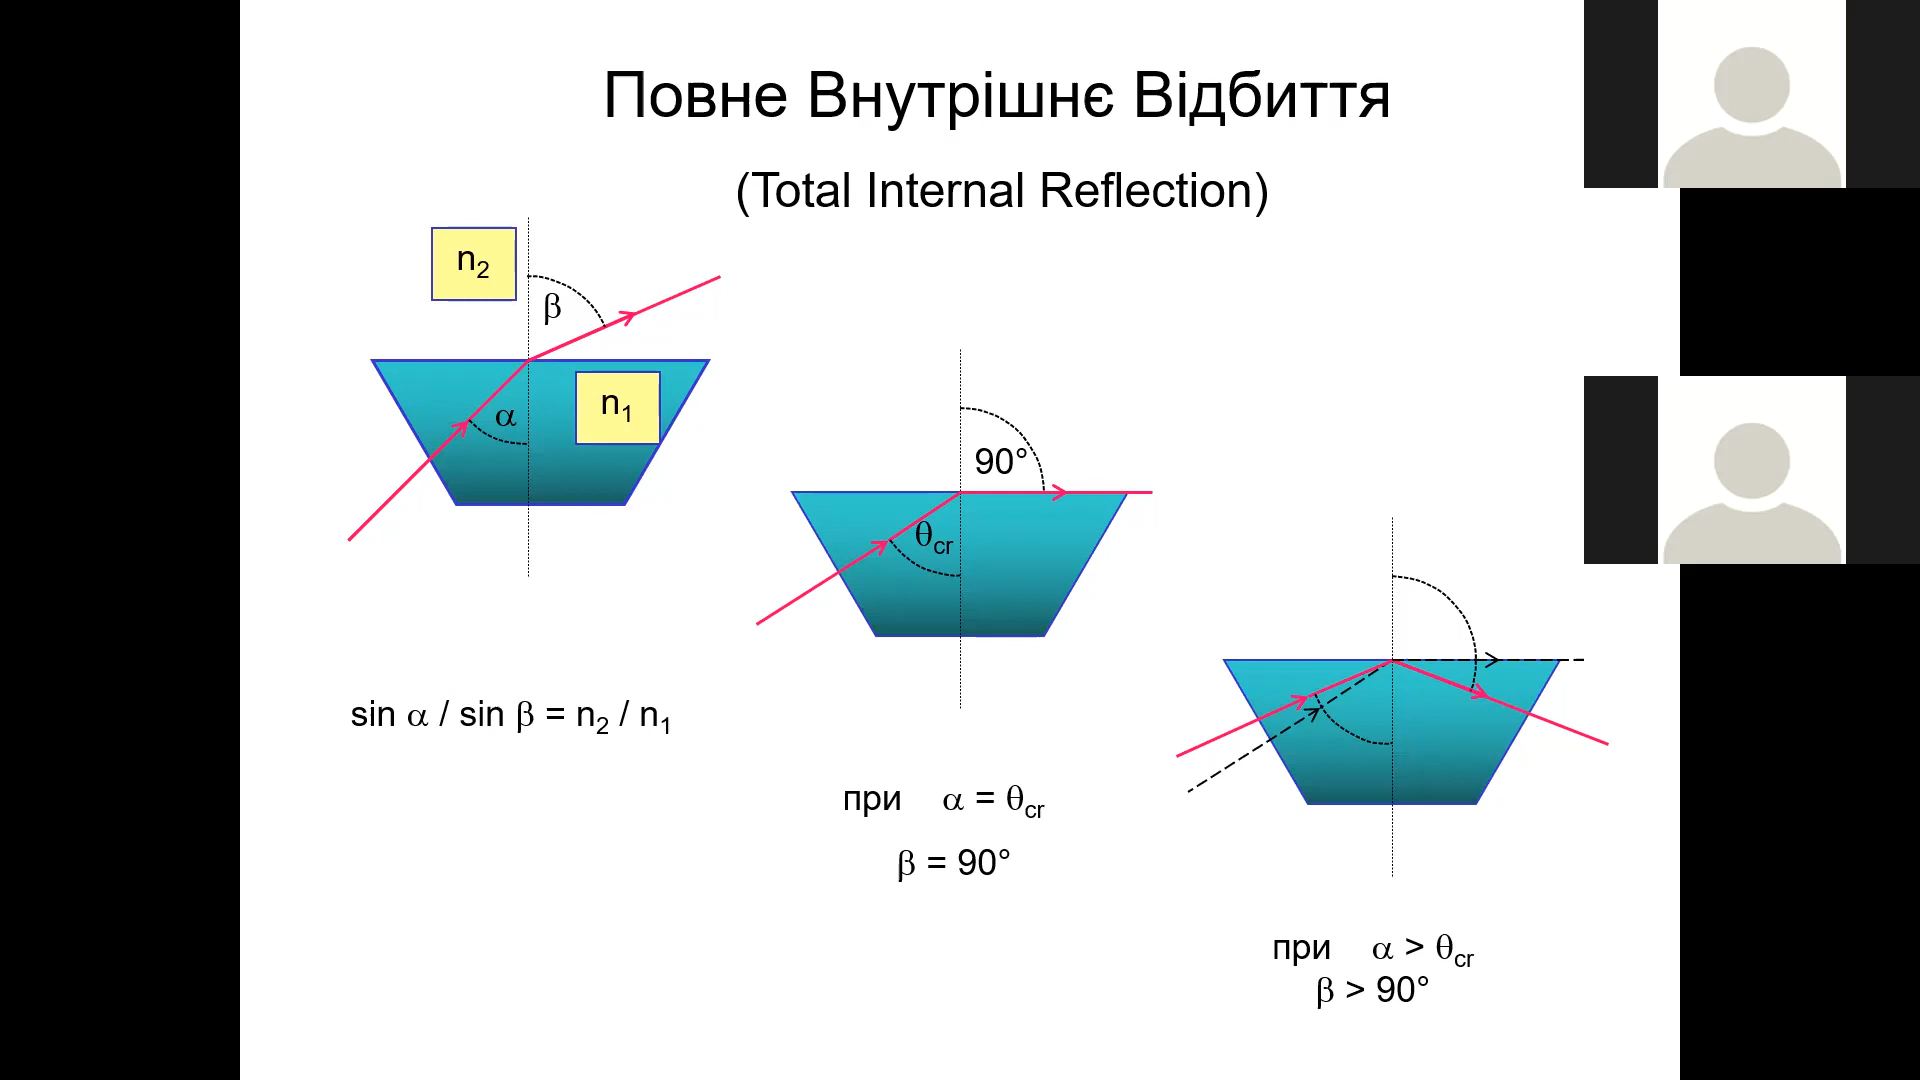 Повне Внутрішнє Відбиття
(Total Internal Reflection)
n₂
β
α
n₁
sin α / sin β = n₂ / n₁
90°
θcr
при α = θcr
β = 90°
при α > θcr
β > 90°